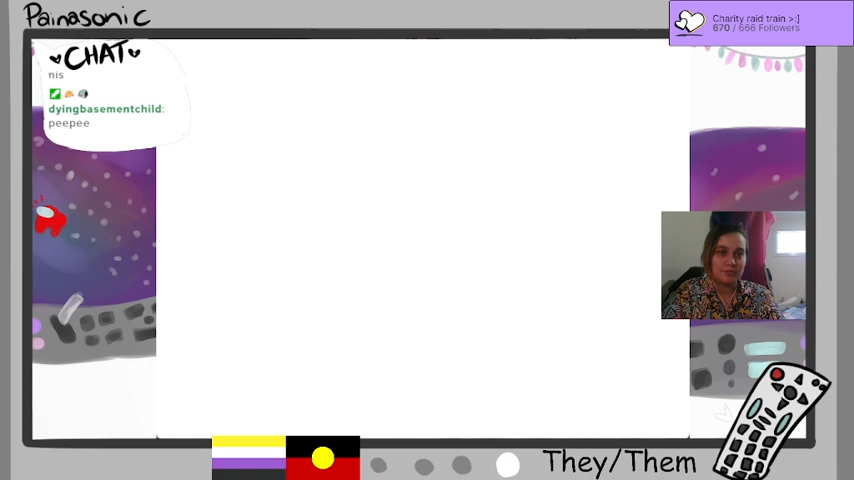 Painasonic
Charity raid train >:]
670 / 666 Followers
CHAT
nis
dyingbasementchild:
peepee
They/Them